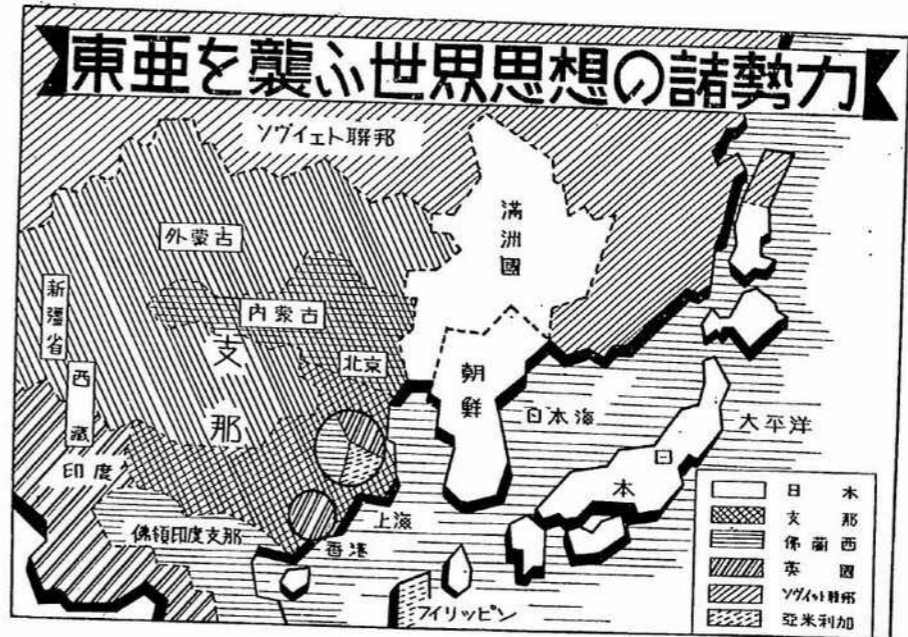 東亜を襲ふ世界思想の諸勢力
ソヴィエト聯邦
外蒙古
滿洲國
新疆省
内蒙古
支那
北京
西藏
朝鮮
日本海
太平洋
日本
印度
上海
佛領印度支那
香港
フイリッピン
日本
支那
佛蘭西
英國
ソヴィエト聯邦
亞米利加